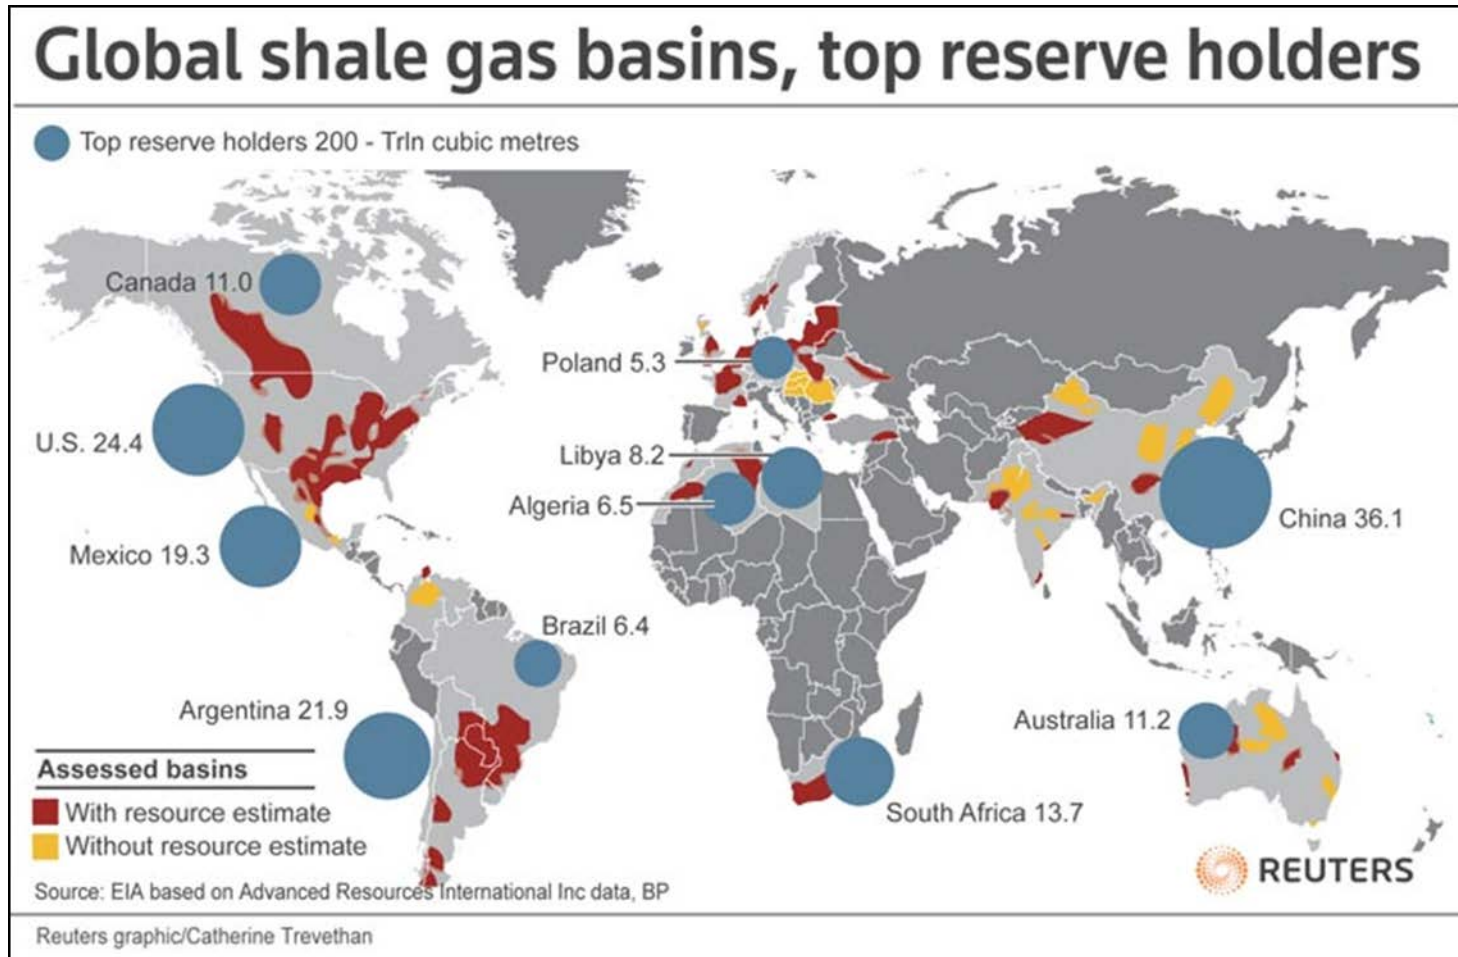 Global shale gas basins, top reserve holders
Top reserve holders 200 - Trln cubic metres
Canada 11.0
Poland 5.3
U.S. 24.4
Libya 8.2
Algeria 6.5
China 36.1
Mexico 19.3
Brazil 6.4
Argentina 21.9
Australia 11.2
South Africa 13.7
Assessed basins
With resource estimate
Without resource estimate
REUTERS
Source: EIA based on Advanced Resources International Inc data, BP
Reuters graphic/Catherine Trevethan